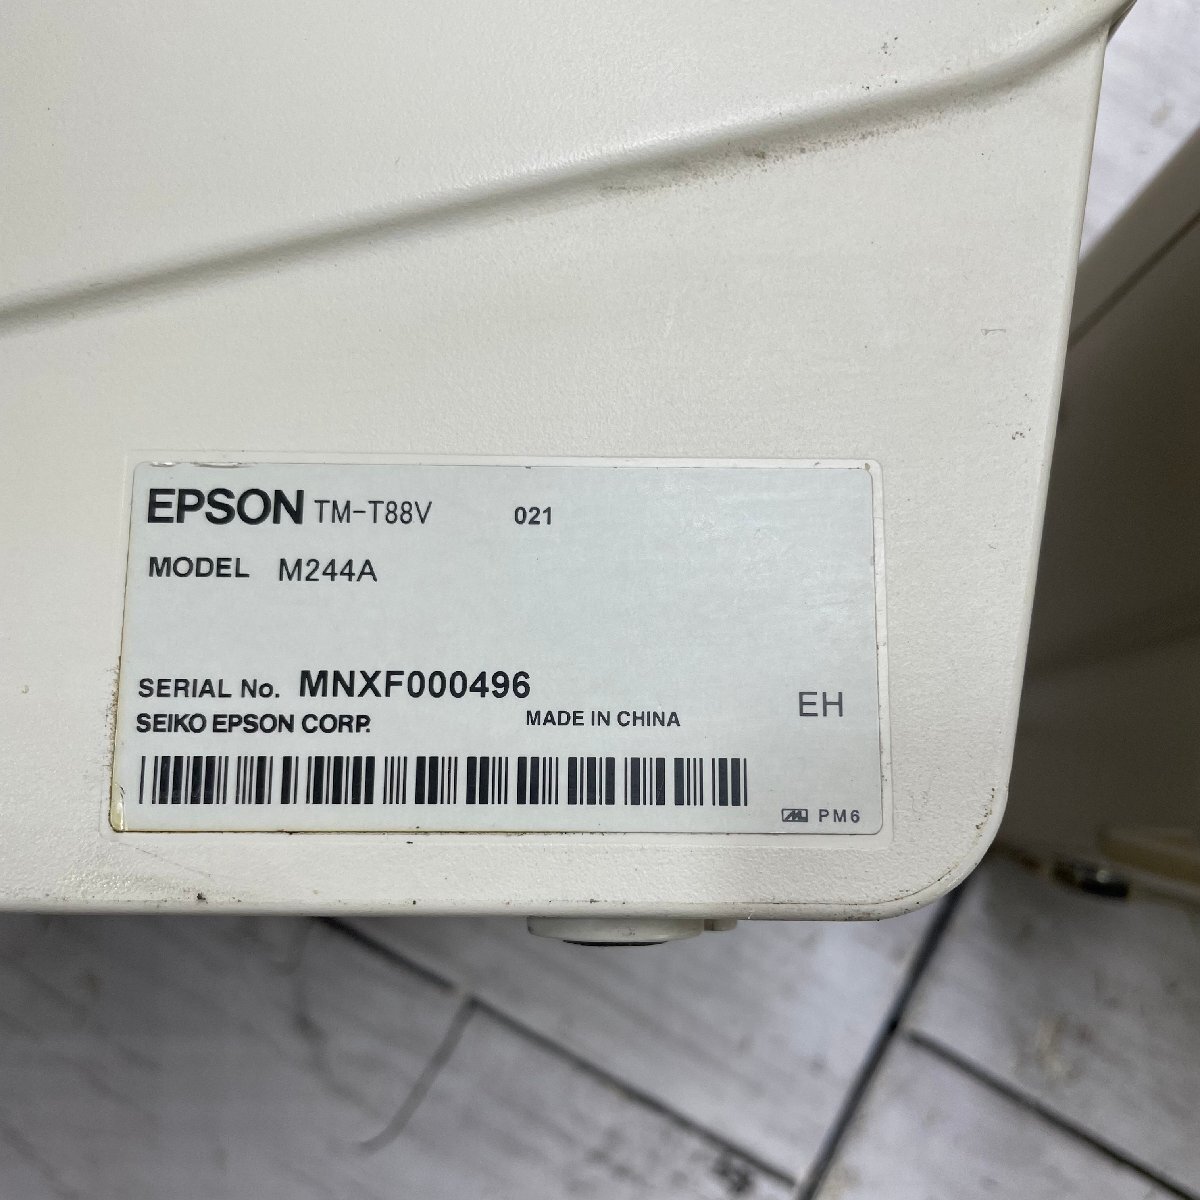 EPSON TM-T88V 021
MODEL M244A
SERIAL No. MNXF000496
SEIKO EPSON CORP. MADE IN CHINA EH
PM6